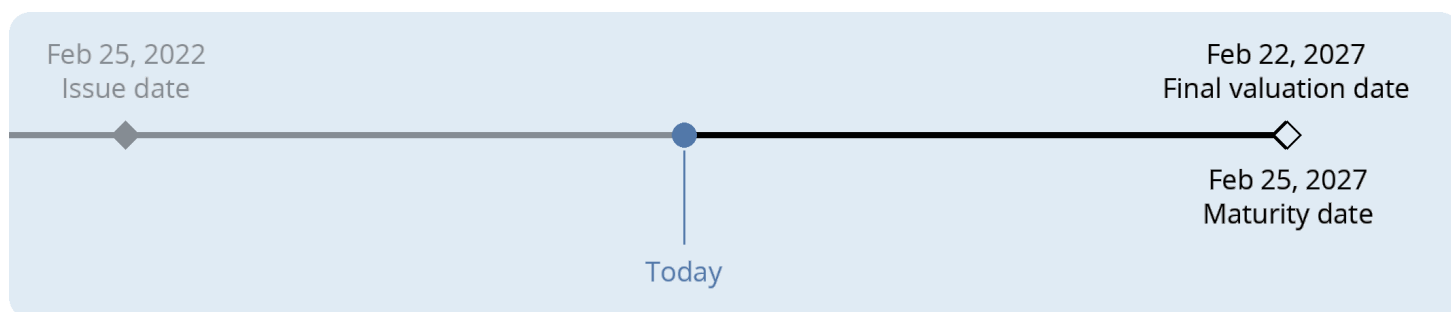 Feb 25, 2022
Issue date
Feb 22, 2027
Final valuation date
Feb 25, 2027
Maturity date
Today